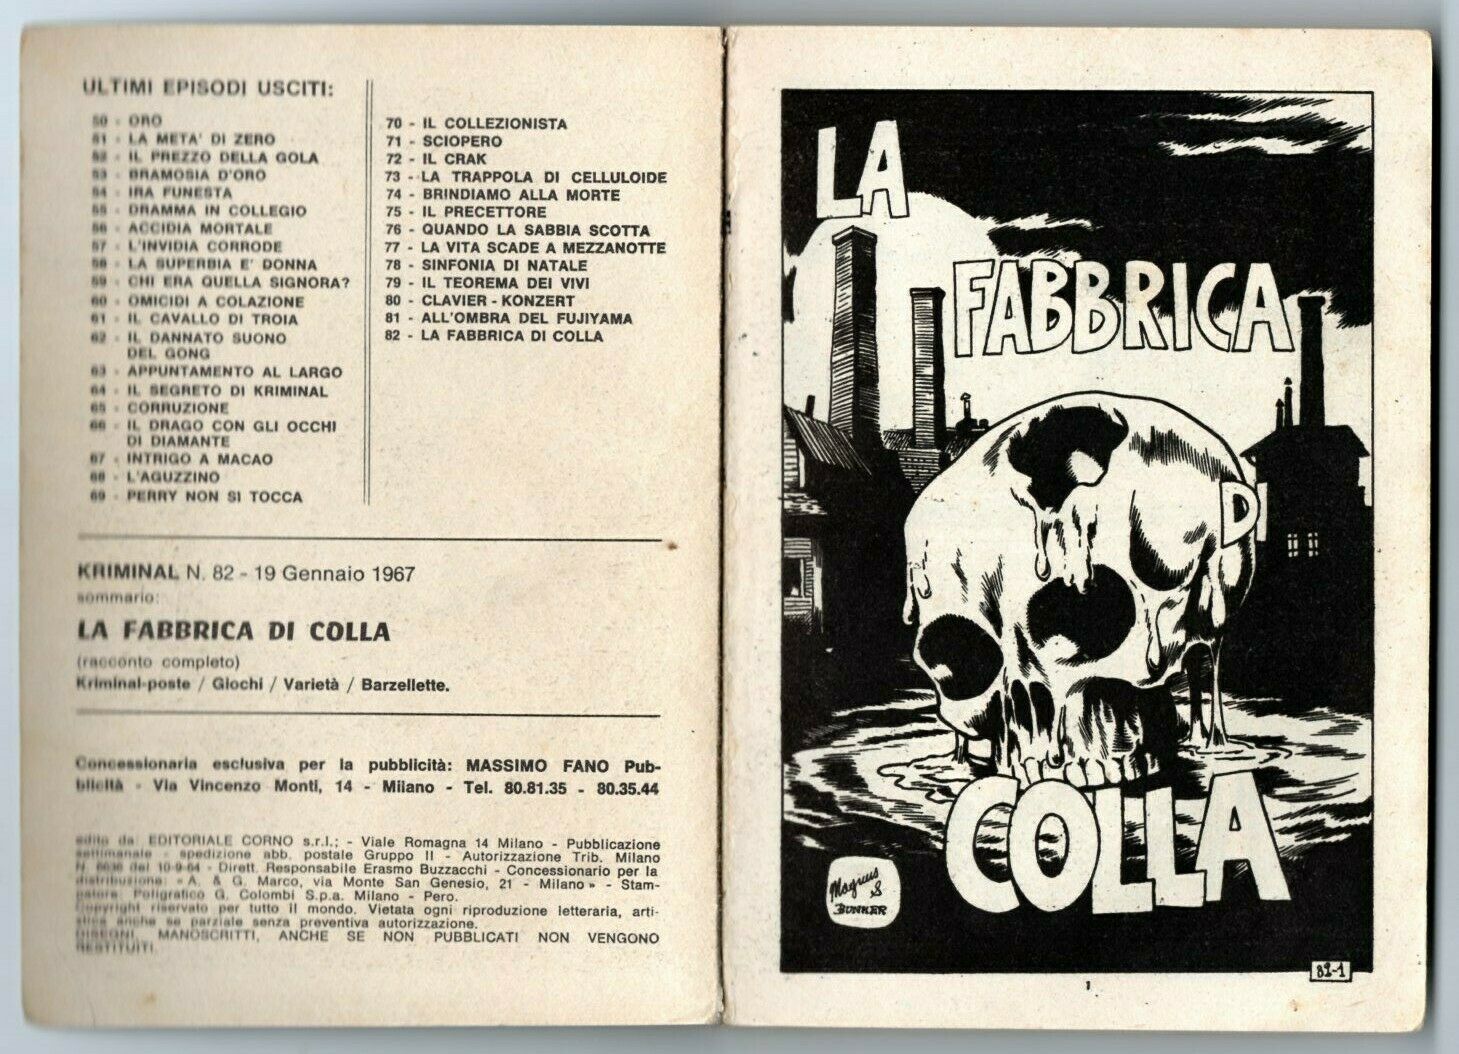 ULTIMI EPISODI USCITI:
50 - ORO
51 - LA META' DI ZERO
52 - IL PREZZO DELLA GOLA
53 - BRAMOSIA D'ORO
54 - IRA FUNESTA
55 - DRAMMA IN COLLEGIO
56 - ACCIDIA MORTALE
57 - L'INVIDIA CORRODE
58 - LA SUPERBIA E' DONNA
59 - CHI ERA QUELLA SIGNORA?
60 - OMICIDI A COLAZIONE
61 - IL CAVALLO DI TROIA
62 - IL DANNATO SUONO
DEL GONG
63 - APPUNTAMENTO AL LARGO
64 - IL SEGRETO DI KRIMINAL
65 - CORRUZIONE
66 - IL DRAGO CON GLI OCCHI
DI DIAMANTE
67 - INTRIGO A MACAO
68 - L'AGUZZINO
69 - PERRY NON SI TOCCA
70 - IL COLLEZIONISTA
71 - SCIOPERO
72 - IL CRAK
73 - LA TRAPPOLA DI CELLULOIDE
74 - BRINDIAMO ALLA MORTE
75 - IL PRECETTORE
76 - QUANDO LA SABBIA SCOTTA
77 - LA VITA SCADE A MEZZANOTTE
78 - SINFONIA DI NATALE
79 - IL TEOREMA DEI VIVI
80 - CLAVIER - KONZERT
81 - ALL'OMBRA DEL FUJIYAMA
82 - LA FABBRICA DI COLLA
KRIMINAL N. 82 - 19 Gennaio 1967
sommario:
LA FABBRICA DI COLLA
(racconto completo)
Kriminal-poste / Giochi / Varietà / Barzellette.
Concessionaria esclusiva per la pubblicità: MASSIMO FANO Pub-
blicità - Via Vincenzo Monti, 14 - Milano - Tel. 80.81.35 - 80.35.44
edito da: EDITORIALE CORNO s.r.l.; - Viale Romagna 14 Milano - Pubblicazione
settimanale - spedizione abb. postale Gruppo II - Autorizzazione Trib. Milano
N. 6636 del 10-9-64 - Dirett. Responsabile Erasmo Buzzacchi - Concessionario per la
distribuzione: « A. & G. Marco, via Monte San Genesio, 21 - Milano » - Stam-
patore: Poligrafico G. Colombi S.p.a. Milano - Pero.
Copyright riservato per tutto il mondo. Vietata ogni riproduzione letteraria, arti-
stica anche se parziale senza preventiva autorizzazione.
DISEGNI, MANOSCRITTI, ANCHE SE NON PUBBLICATI NON VENGONO
RESTITUITI.
LA
FABBRICA
DI
COLLA
Magnus
&
BUNKER
82-1
1